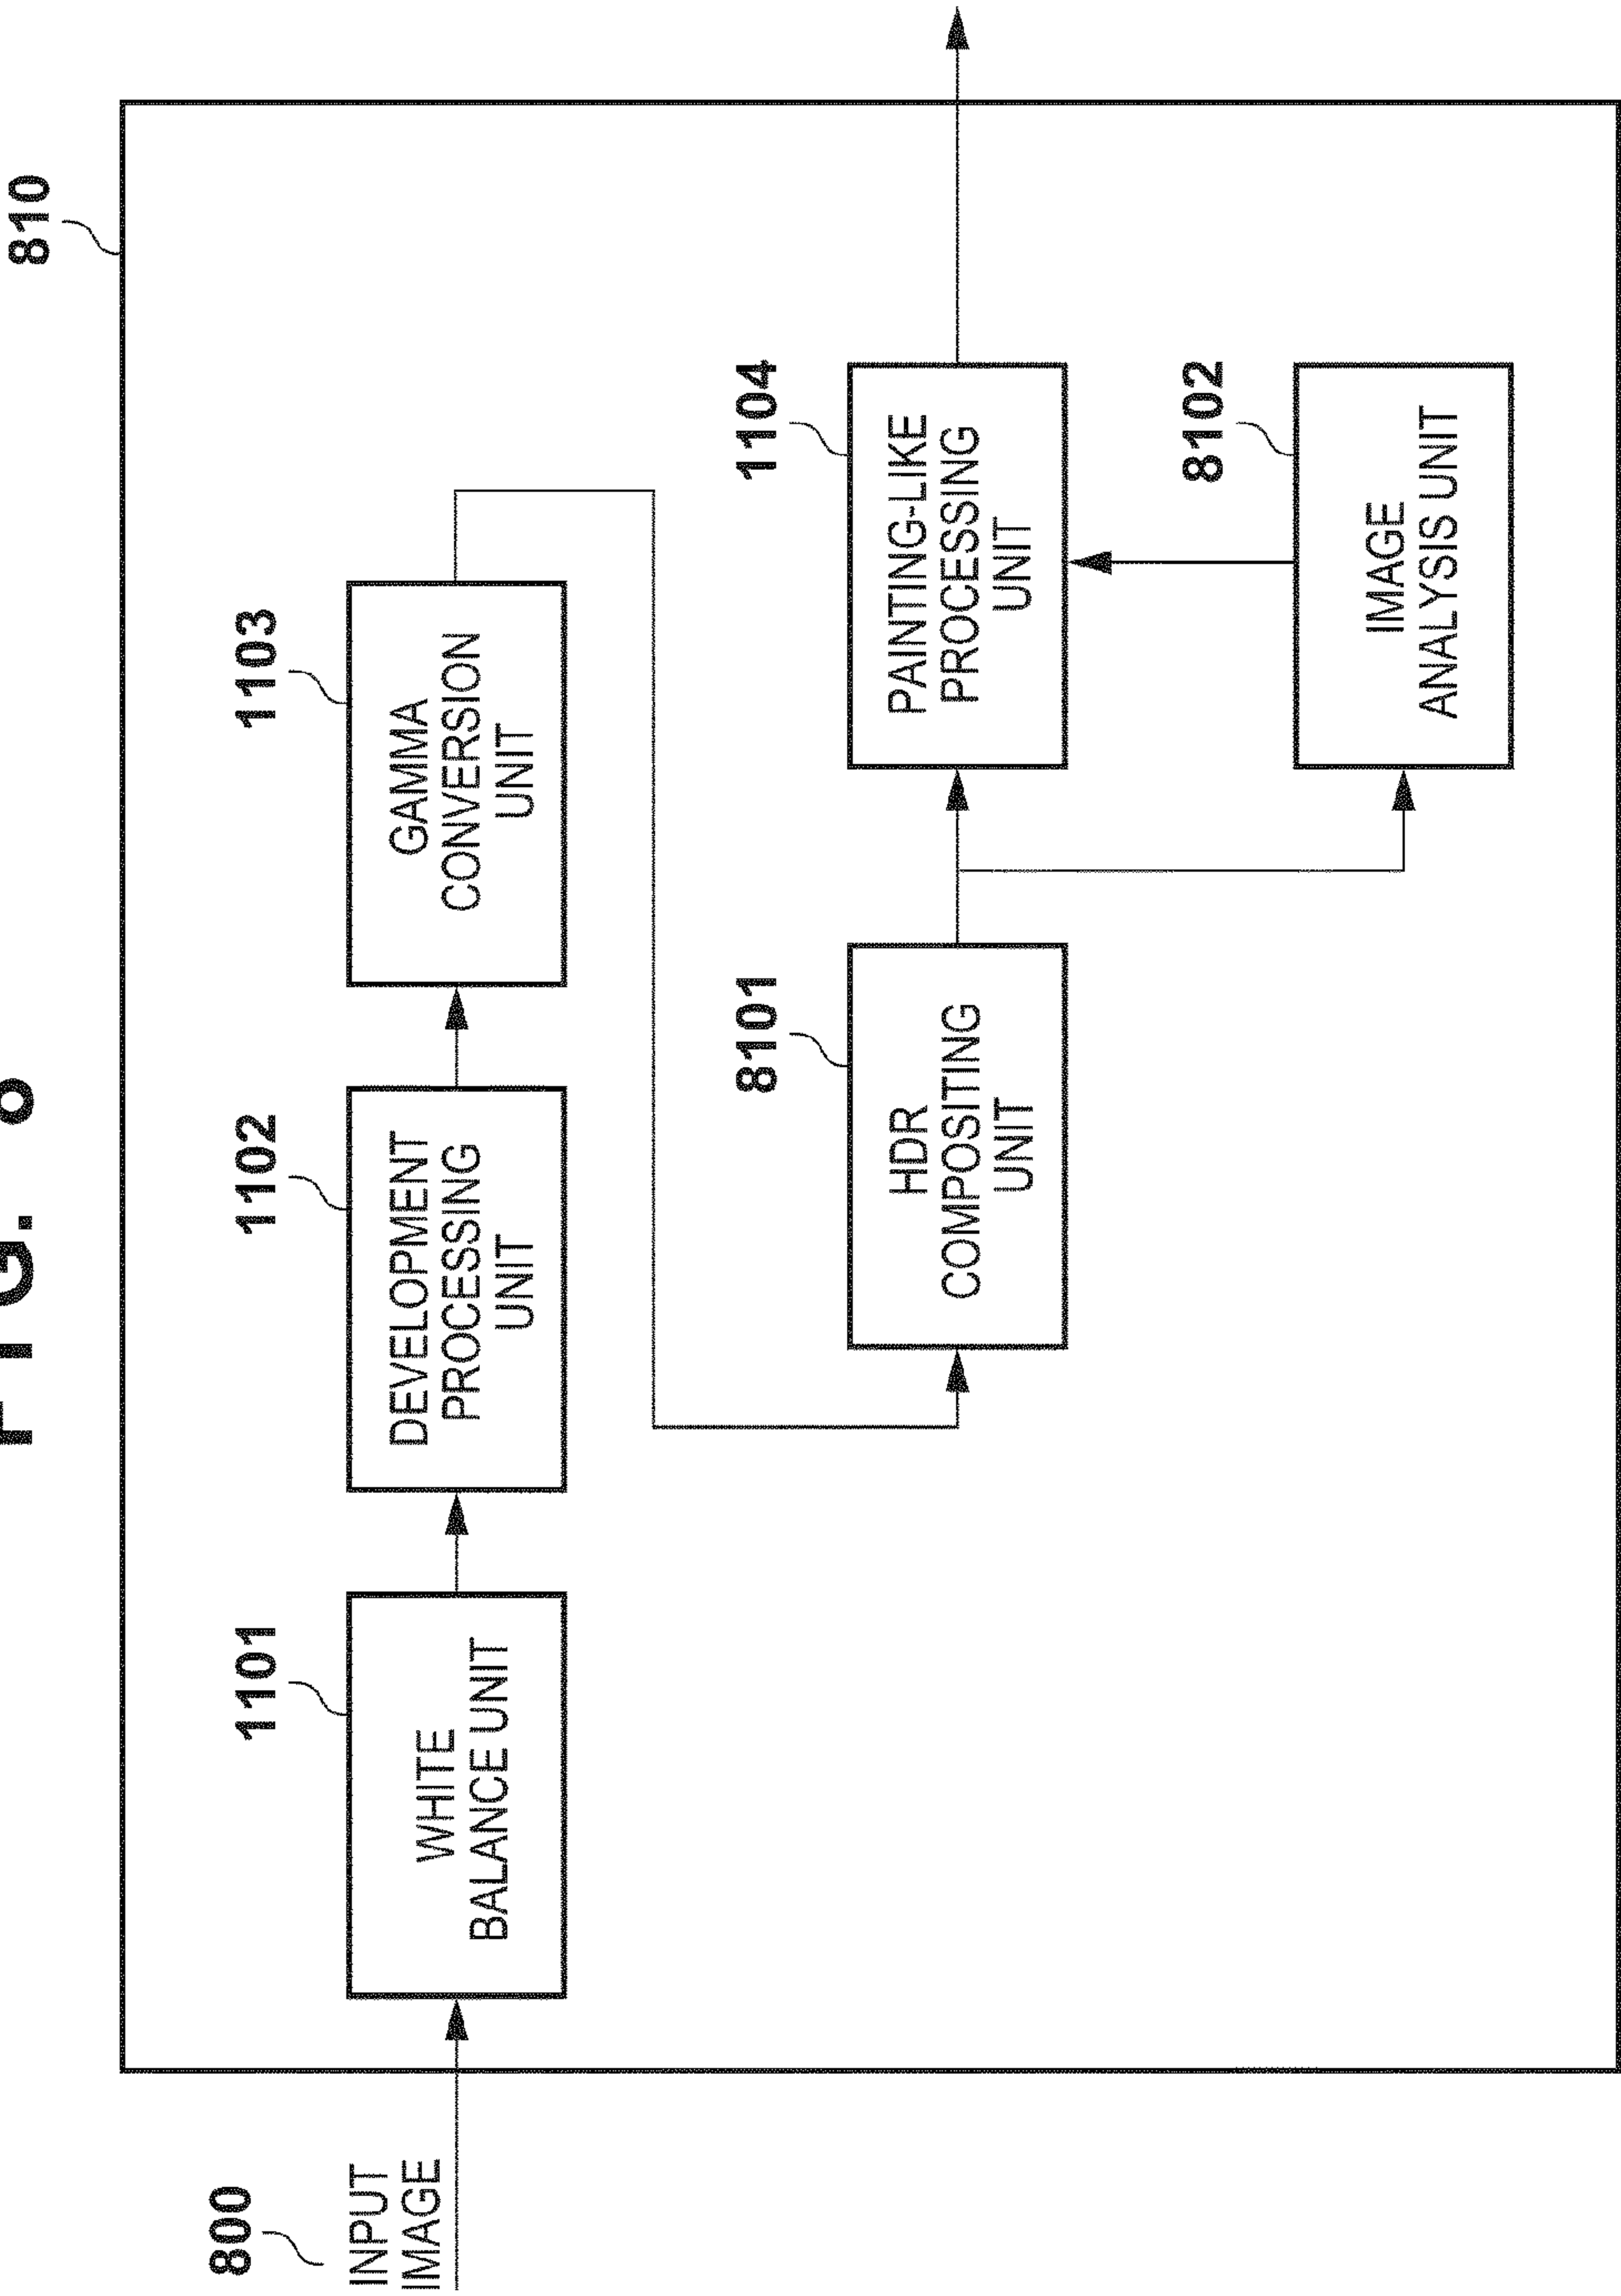 FIG. 8
810
800
INPUT
IMAGE
1101
WHITE
BALANCE UNIT
1102
DEVELOPMENT
PROCESSING
UNIT
1103
GAMMA
CONVERSION
UNIT
8101
HDR
COMPOSITING
UNIT
1104
PAINTING-LIKE
PROCESSING
UNIT
8102
IMAGE
ANALYSIS UNIT